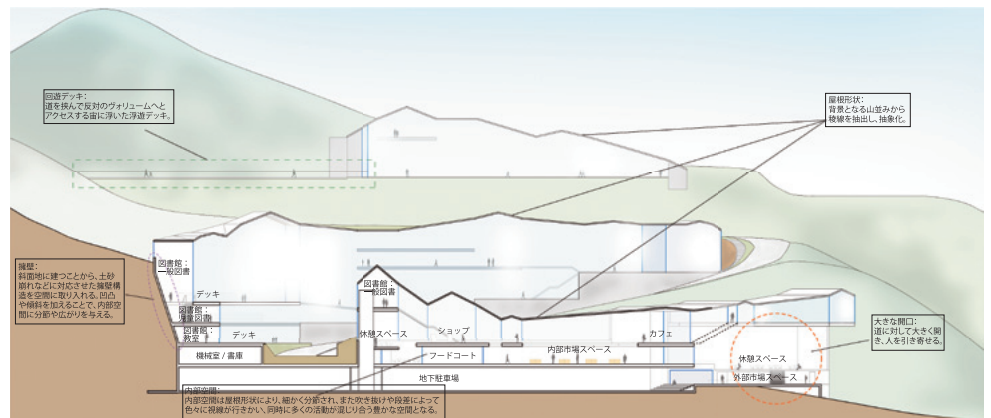 回遊デッキ：
道を挟んで反対のヴォリュームへと
アクセスする宙に浮いた浮遊デッキ。
屋根形状：
背景となる山並みから
稜線を抽出し、抽象化。
擁壁：
斜面地に建つことから、土砂
崩れなどに対応させた擁壁構
造を空間に取り入れる。凹凸
や傾斜を加えることで、内部空
間に分節や広がりを与える。
図書館：
一般図書
デッキ
図書館：
児童図書
図書館：
教室
デッキ
機械室 / 書庫
図書館：
一般図書
休憩スペース
ショップ
カフェ
内部市場スペース
フードコート
地下駐車場
大きな開口：
道に対して大きく開
き、人を引き寄せる。
休憩スペース
外部市場スペース
内部空間：
内部空間は屋根形状により、細かく分節され、また吹き抜けや段差によって
色々に視線が行きかい、同時に多くの活動が混じり合う豊かな空間となる。